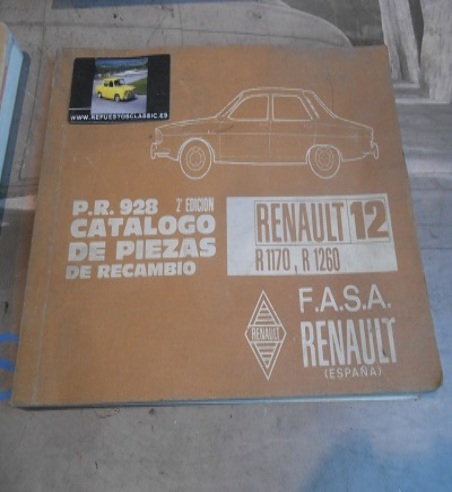 WWW.REPUESTOSCLASSIC.ES
P.R. 928 2ª EDICION
CATALOGO
DE PIEZAS
DE RECAMBIO
RENAULT 12
R 1170, R 1260
RENAULT
F.A.S.A.
RENAULT
(ESPAÑA)